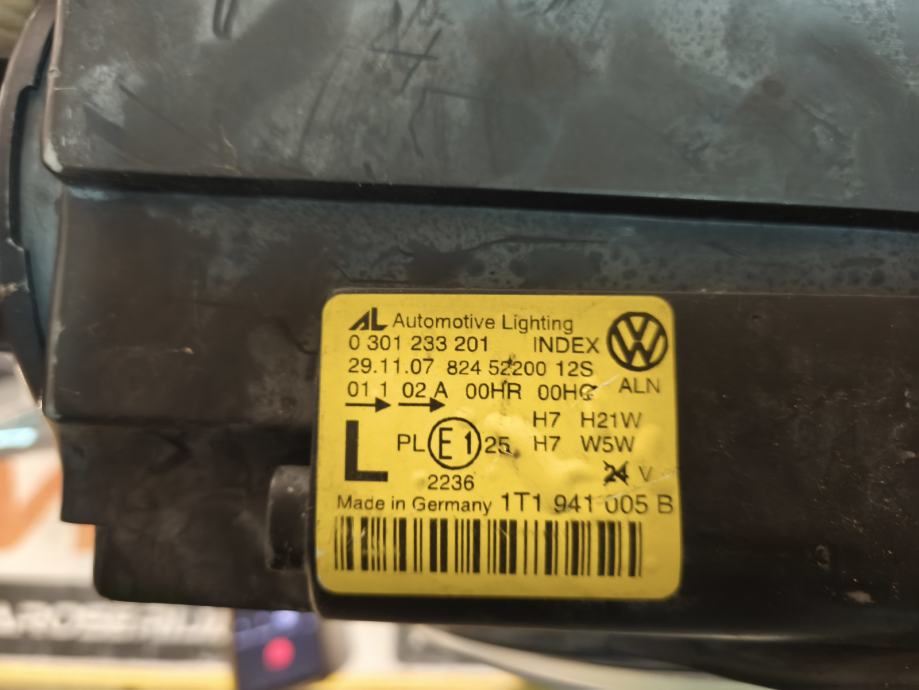 AL Automotive Lighting
0 301 233 201 INDEX
29.11.07 824 52200 12S
ALN
01 1 02 A 00HR 00HC
H7 H21W
L PL E1 25 H7 W5W
2236 24 V
Made in Germany 1T1 941 005 B